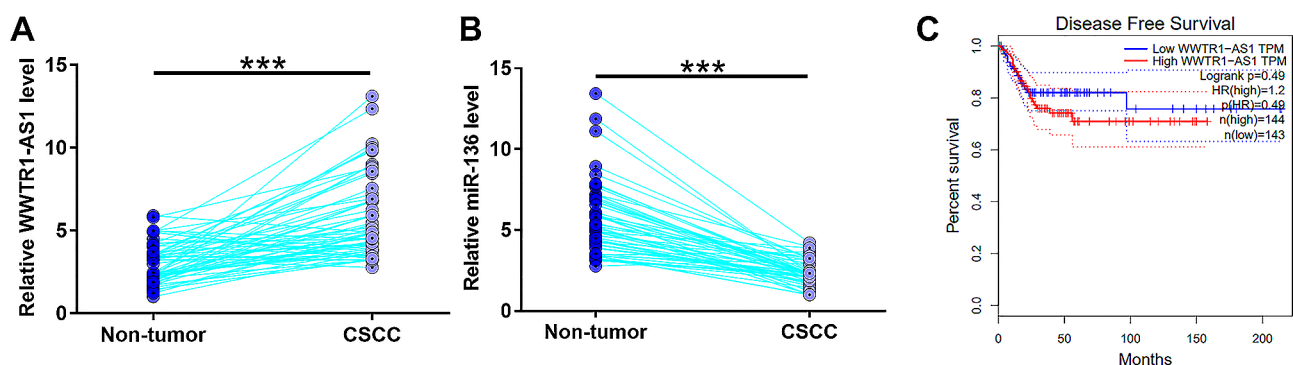 A
Relative WWTR1-AS1 level
15
10
5
0
***
Non-tumor
CSCC
B
Relative miR-136 level
15
10
5
0
***
Non-tumor
CSCC
C
Disease Free Survival
Percent survival
1.0
0.8
0.6
0.4
0.2
0.0
Low WWTR1−AS1 TPM
High WWTR1−AS1 TPM
Logrank p=0.49
HR(high)=1.2
p(HR)=0.49
n(high)=144
n(low)=143
0
50
100
150
200
Months